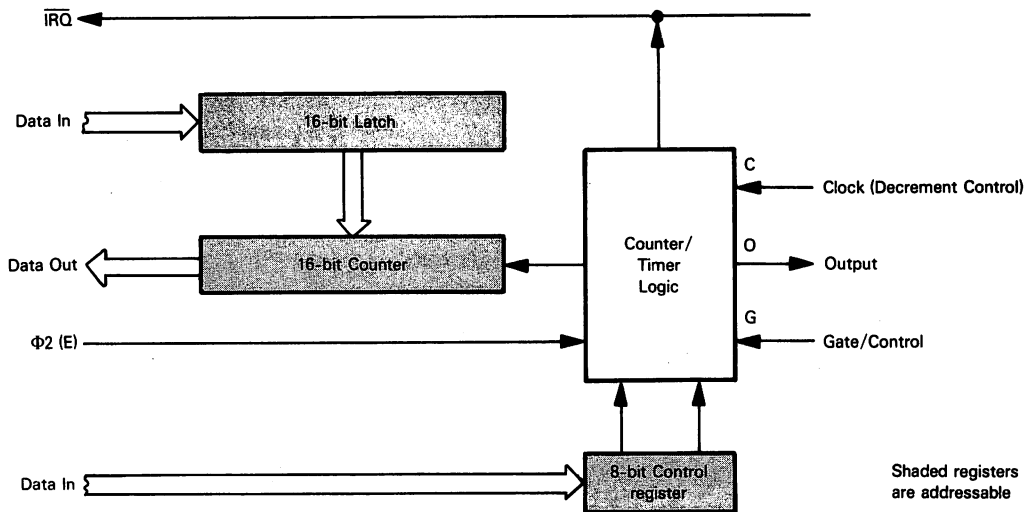 IRQ
Data In
16-bit Latch
C
Clock (Decrement Control)
Counter/
Timer
Logic
O
Output
Data Out
16-bit Counter
G
Φ2 (E)
Gate/Control
Data In
8-bit Control
register
Shaded registers
are addressable